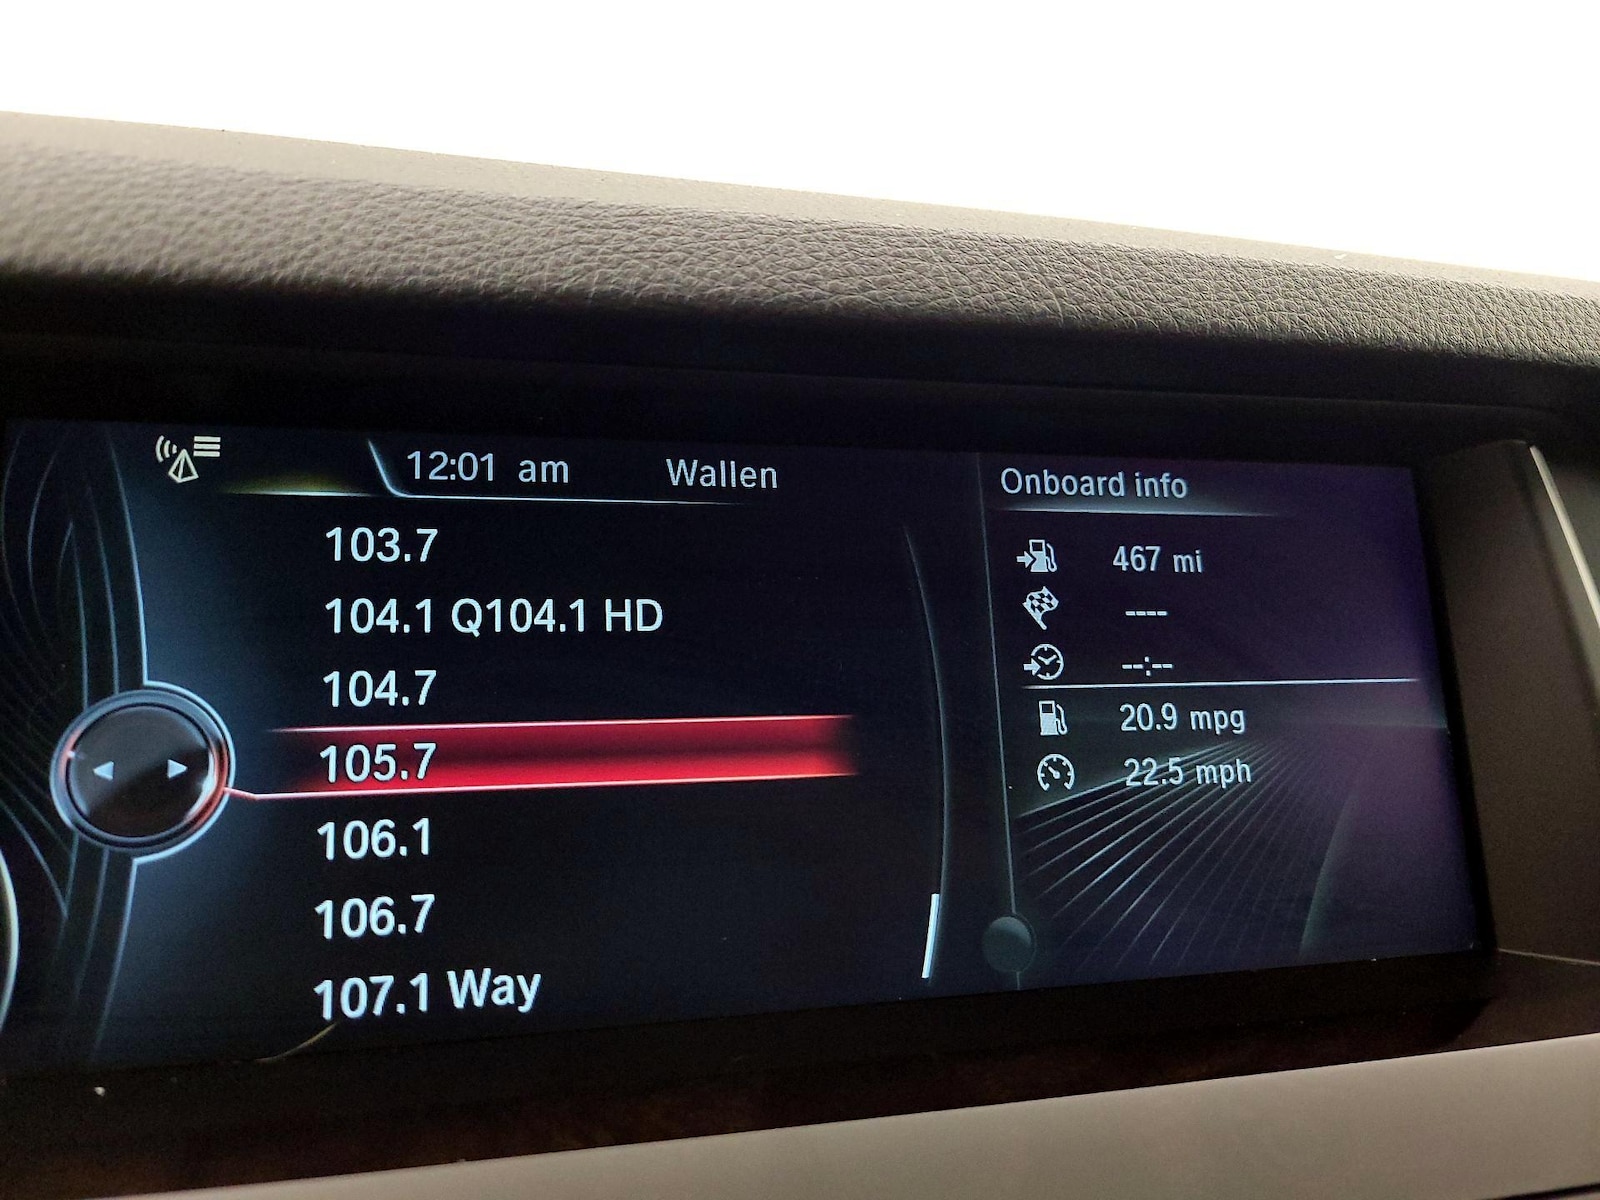 12:01 am
Wallen
103.7
104.1 Q104.1 HD
104.7
105.7
106.1
106.7
107.1 Way
Onboard info
467 mi
----
--:--
20.9 mpg
22.5 mph